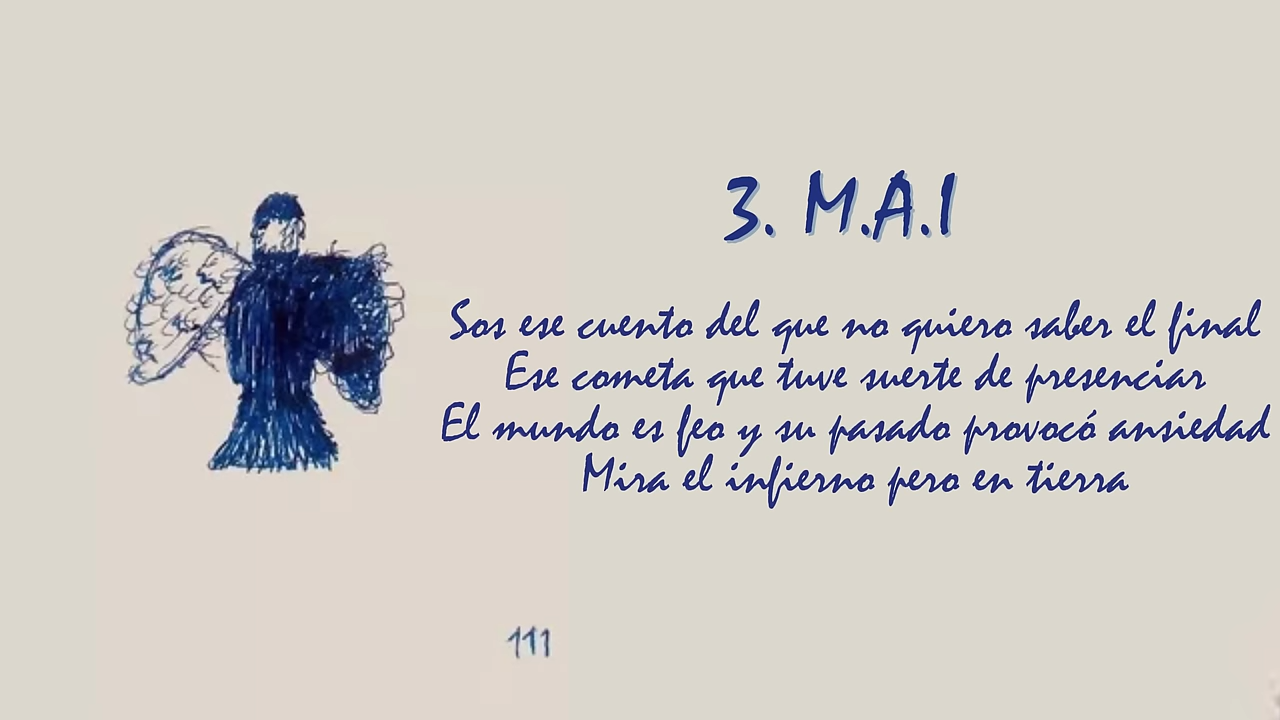 3. M.A.I
Sos ese cuento del que no quiero saber el final
Ese cometa que tuve suerte de presenciar
El mundo es feo y su pasado provocó ansiedad
Mira el infierno pero en tierra
111